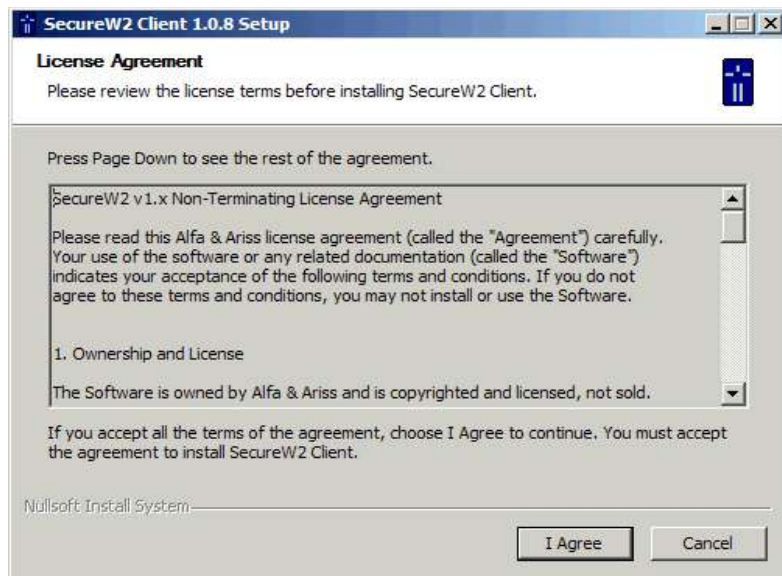 SecureW2 Client 1.0.8 Setup
License Agreement
Please review the license terms before installing SecureW2 Client.
Press Page Down to see the rest of the agreement.
SecureW2 v1.x Non-Terminating License Agreement
Please read this Alfa & Ariss license agreement (called the "Agreement") carefully.
Your use of the software or any related documentation (called the "Software")
indicates your acceptance of the following terms and conditions. If you do not
agree to these terms and conditions, you may not install or use the Software.
1. Ownership and License
The Software is owned by Alfa & Ariss and is copyrighted and licensed, not sold.
If you accept all the terms of the agreement, choose I Agree to continue. You must accept
the agreement to install SecureW2 Client.
Nullsoft Install System
I Agree
Cancel